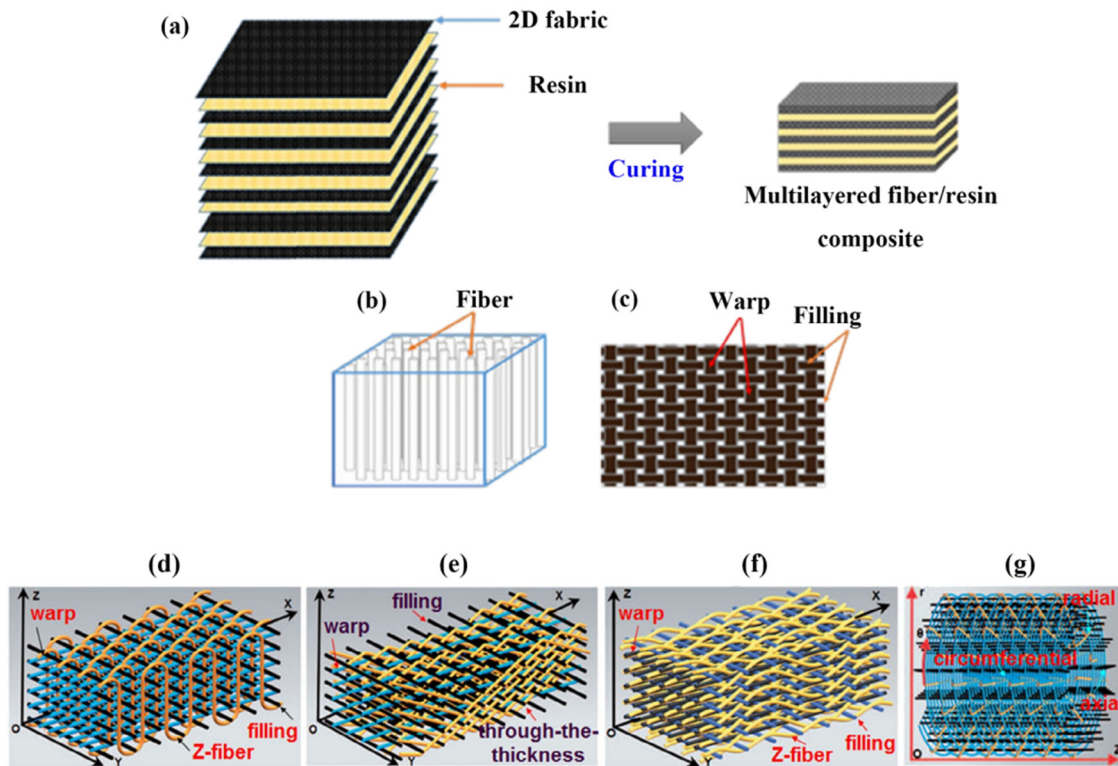 (a)
2D fabric
Resin
Curing
Multilayered fiber/resin
composite
(b)
Fiber
(c)
Warp
Filling
(d)
z
warp
X
filling
Z-fiber
Y
O
(e)
z
filling
X
warp
through-the-
thickness
Y
O
(f)
z
warp
X
Z-fiber
filling
Y
O
(g)
r
radial
θ
circumferential
axial
O
z